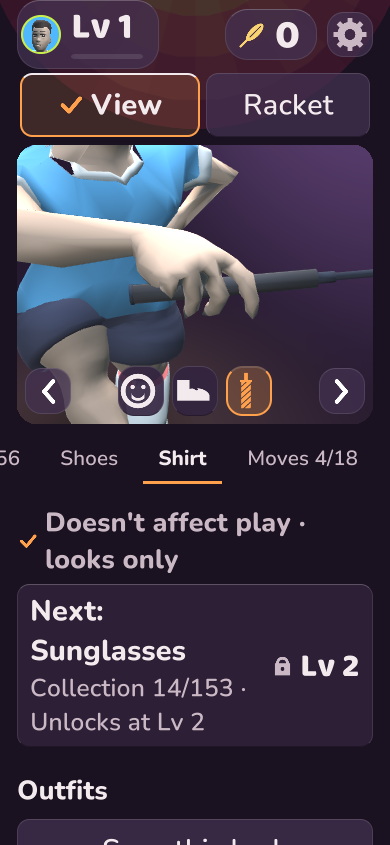 Lv 1
0
View
Racket
56
Shoes
Shirt
Moves 4/18
Doesn't affect play ·
looks only
Next:
Sunglasses
Lv 2
Collection 14/153 ·
Unlocks at Lv 2
Outfits